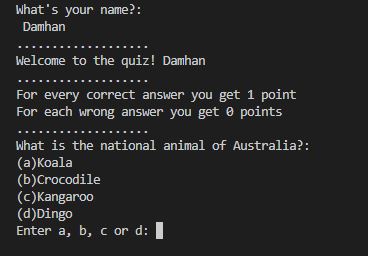 What's your name?:
Damhan
...................
Welcome to the quiz! Damhan
...................
For every correct answer you get 1 point
For each wrong answer you get 0 points
...................
What is the national animal of Australia?:
(a)Koala
(b)Crocodile
(c)Kangaroo
(d)Dingo
Enter a, b, c or d: